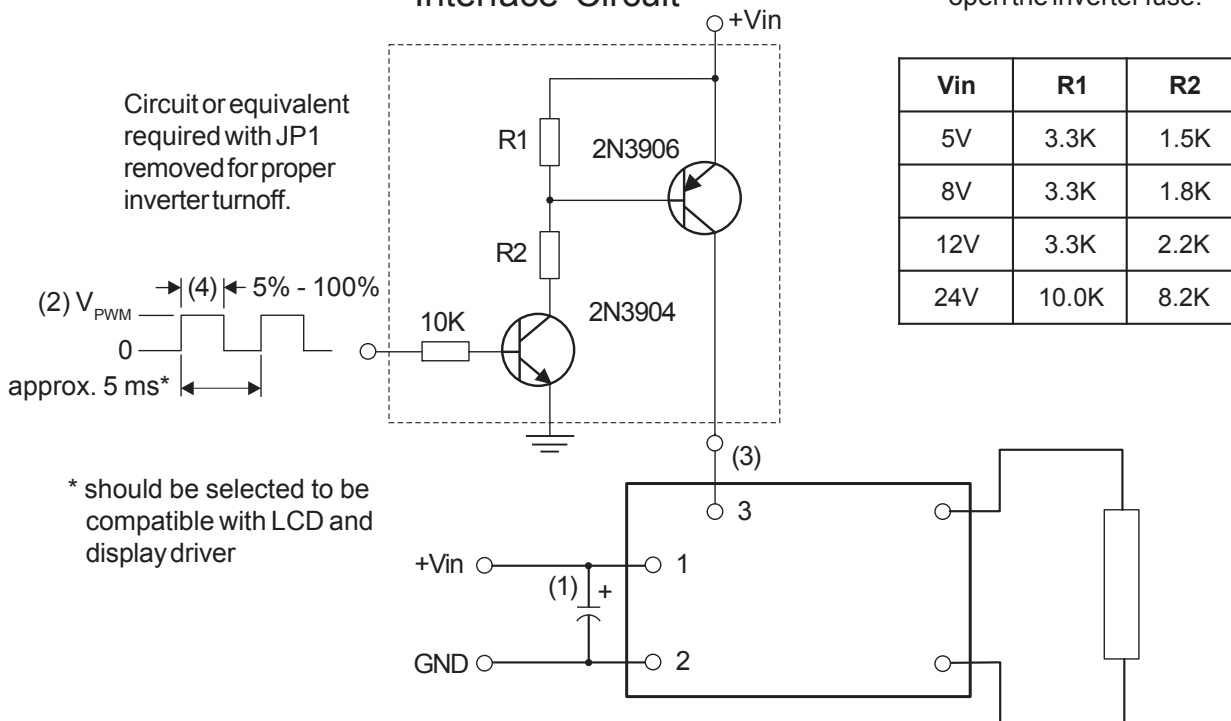 Interface Circuit
open the inverter fuse.
+Vin
Circuit or equivalent
required with JP1
removed for proper
inverter turnoff.
R1
2N3906
R2
2N3904
10K
(2) VPWM
(4)
5% - 100%
0
approx. 5 ms*
* should be selected to be
compatible with LCD and
display driver
Vin R1 R2
5V 3.3K 1.5K
8V 3.3K 1.8K
12V 3.3K 2.2K
24V 10.0K 8.2K
(3)
3
+Vin
1
(1)
+
GND
2